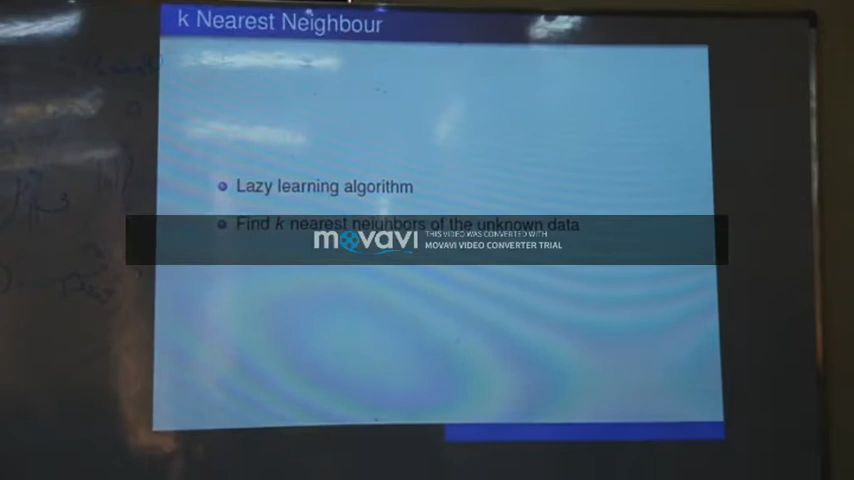 k Nearest Neighbour
Lazy learning algorithm
Find k nearest neighbors of the unknown data
movavi
THIS VIDEO WAS CONVERTED WITH
MOVAVI VIDEO CONVERTER TRIAL